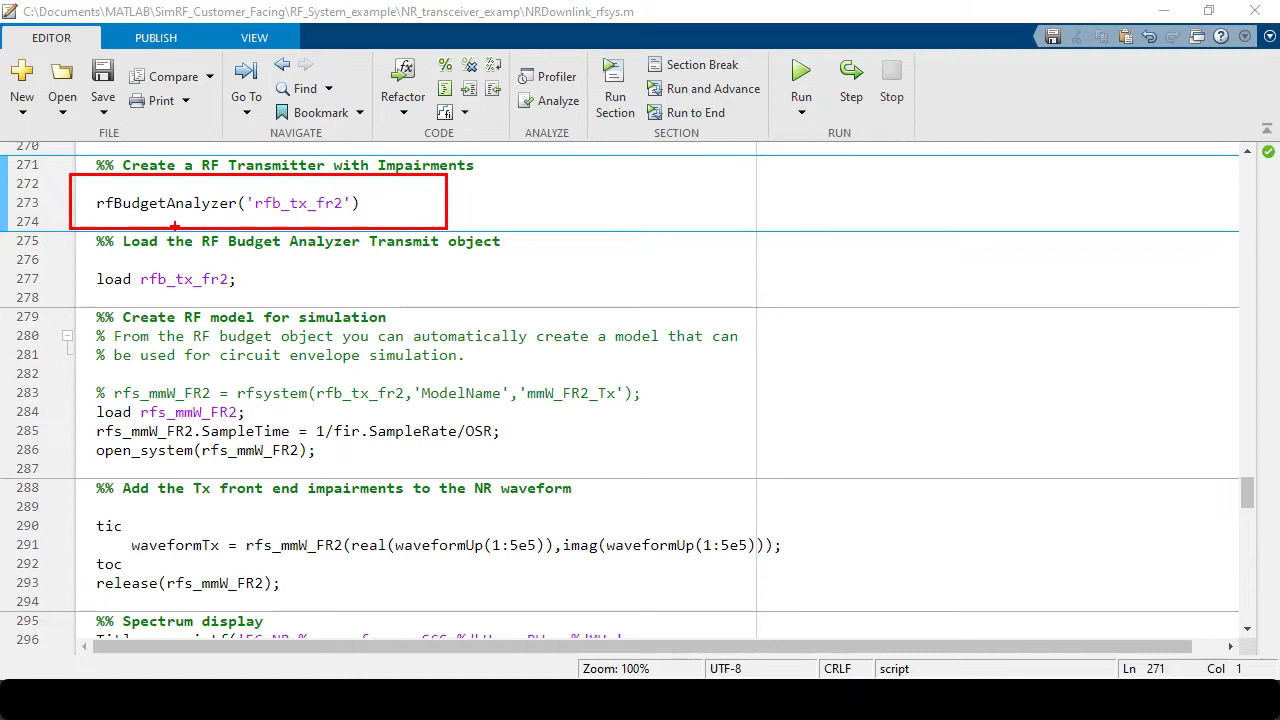 C:\Documents\MATLAB\SimRF_Customer_Facing\RF_System_example\NR_transceiver_examp\NRDownlink_rfsys.m
EDITOR PUBLISH VIEW
New Open Save Compare Print
Go To Find Bookmark
Refactor
Profiler Analyze
Run Section Section Break Run and Advance Run to End
Run Step Stop
FILE NAVIGATE CODE ANALYZE SECTION RUN
270
271 %% Create a RF Transmitter with Impairments
272
273 rfBudgetAnalyzer('rfb_tx_fr2')
274
275 %% Load the RF Budget Analyzer Transmit object
276
277 load rfb_tx_fr2;
278
279 %% Create RF model for simulation
280 % From the RF budget object you can automatically create a model that can
281 % be used for circuit envelope simulation.
282
283 % rfs_mmW_FR2 = rfsystem(rfb_tx_fr2,'ModelName','mmW_FR2_Tx');
284 load rfs_mmW_FR2;
285 rfs_mmW_FR2.SampleTime = 1/fir.SampleRate/OSR;
286 open_system(rfs_mmW_FR2);
287
288 %% Add the Tx front end impairments to the NR waveform
289
290 tic
291 waveformTx = rfs_mmW_FR2(real(waveformUp(1:5e5)),imag(waveformUp(1:5e5)));
292 toc
293 release(rfs_mmW_FR2);
294
295 %% Spectrum display
296
Zoom: 100% UTF-8 CRLF script Ln 271 Col 1